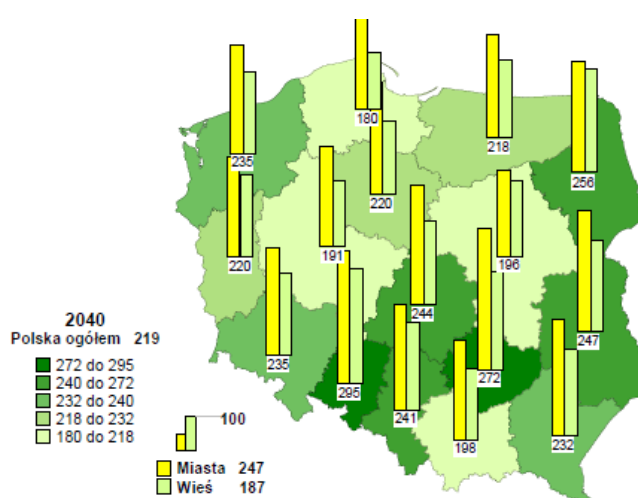 180
218
235
256
220
220
191
196
244
247
2040
Polska ogółem 219
235
272 do 295
272
240 do 272
295
232 do 240
241
232
218 do 232
198
180 do 218
100
Miasta 247
Wieś 187